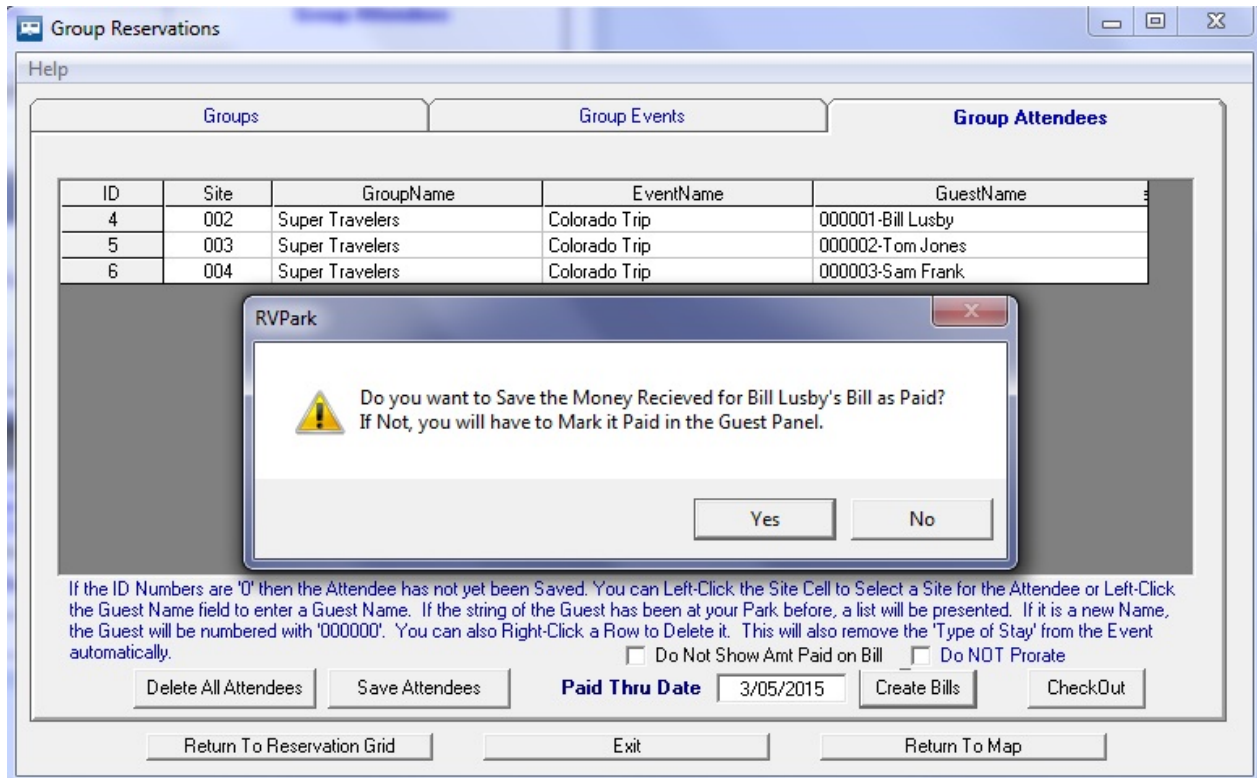 Group Attendees
Group Reservations
Help
Groups Group Events Group Attendees
ID Site GroupName EventName GuestName
4 002 Super Travelers Colorado Trip 000001-Bill Lusby
5 003 Super Travelers Colorado Trip 000002-Tom Jones
6 004 Super Travelers Colorado Trip 000003-Sam Frank
RVPark
Do you want to Save the Money Recieved for Bill Lusby's Bill as Paid?
If Not, you will have to Mark it Paid in the Guest Panel.
Yes No
If the ID Numbers are '0' then the Attendee has not yet been Saved. You can Left-Click the Site Cell to Select a Site for the Attendee or Left-Click
the Guest Name field to enter a Guest Name. If the string of the Guest has been at your Park before, a list will be presented. If it is a new Name,
the Guest will be numbered with '000000'. You can also Right-Click a Row to Delete it. This will also remove the 'Type of Stay' from the Event
automatically.
Do Not Show Amt Paid on Bill Do NOT Prorate
Delete All Attendees Save Attendees Paid Thru Date 3/05/2015 Create Bills CheckOut
Return To Reservation Grid Exit Return To Map